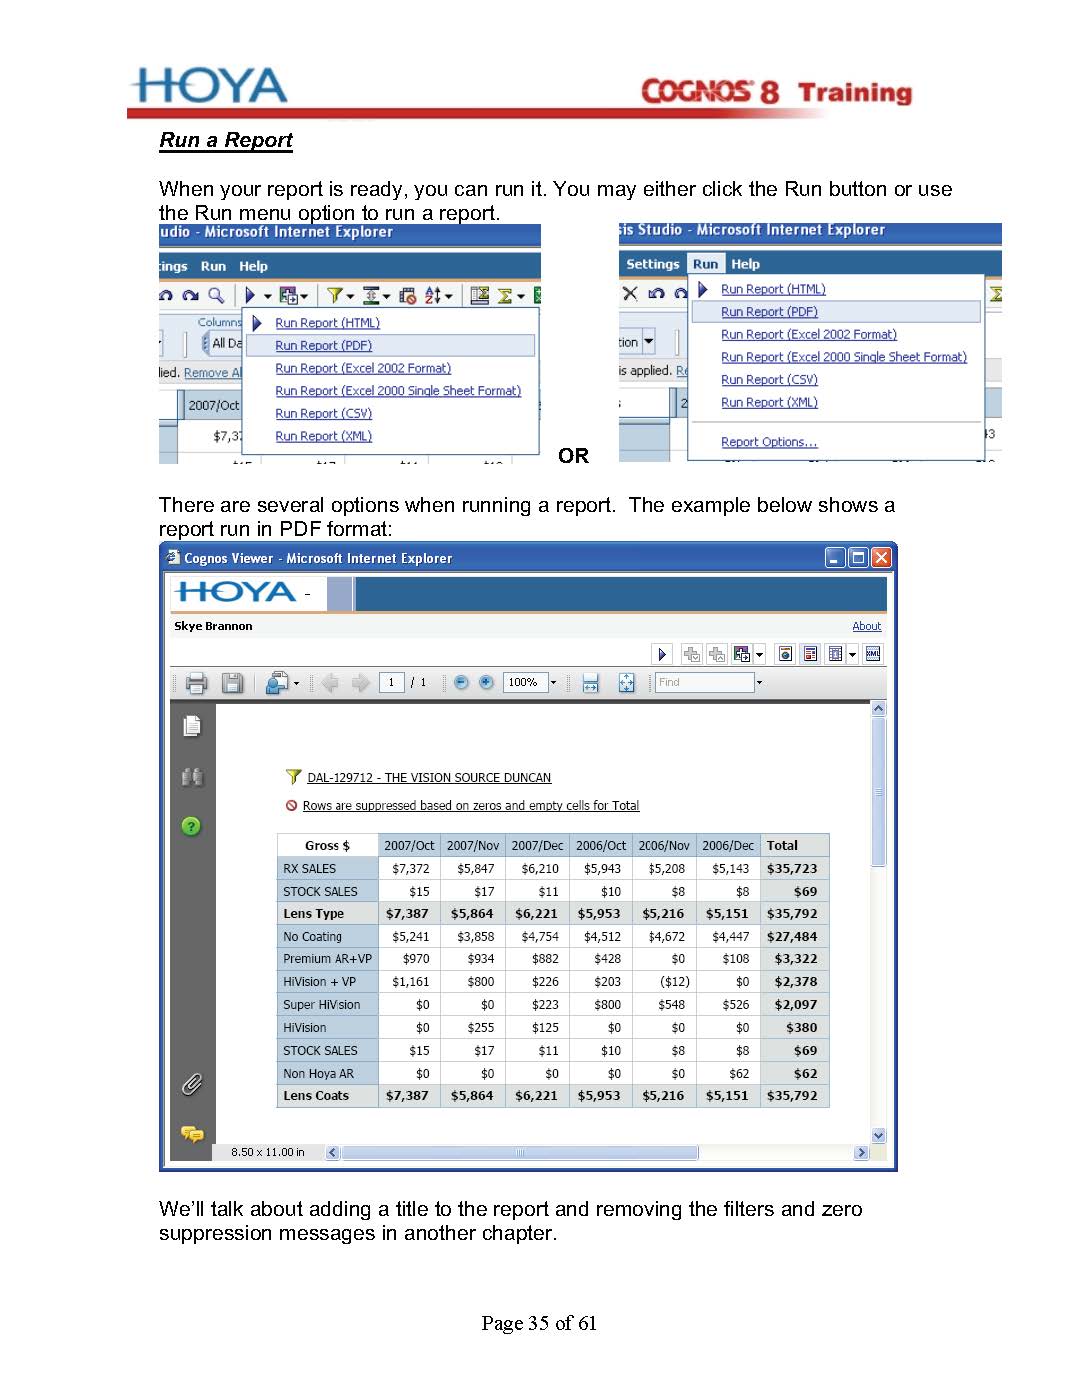 HOYA
COGNOS 8 Training
Run a Report
When your report is ready, you can run it. You may either click the Run button or use
the Run menu option to run a report.
udio - Microsoft Internet Explorer
ings Run Help
Columns
Run Report (HTML)
All Da
Run Report (PDF)
lied. Remove Al
Run Report (Excel 2002 Format)
Run Report (Excel 2000 Single Sheet Format)
2007/Oct
Run Report (CSV)
$7,37
Run Report (XML)
OR
sis Studio - Microsoft Internet Explorer
Settings Run Help
Run Report (HTML)
Run Report (PDF)
Run Report (Excel 2002 Format)
tion
Run Report (Excel 2000 Single Sheet Format)
is applied. Re
Run Report (CSV)
Run Report (XML)
2
43
Report Options...
There are several options when running a report. The example below shows a
report run in PDF format:
Cognos Viewer - Microsoft Internet Explorer
HOYA -
Skye Brannon About
XML
1 / 1 100% Find
DAL-129712 - THE VISION SOURCE DUNCAN
Rows are suppressed based on zeros and empty cells for Total
Gross $ 2007/Oct 2007/Nov 2007/Dec 2006/Oct 2006/Nov 2006/Dec Total
RX SALES $7,372 $5,847 $6,210 $5,943 $5,208 $5,143 $35,723
STOCK SALES $15 $17 $11 $10 $8 $8 $69
Lens Type $7,387 $5,864 $6,221 $5,953 $5,216 $5,151 $35,792
No Coating $5,241 $3,858 $4,754 $4,512 $4,672 $4,447 $27,484
Premium AR+VP $970 $934 $882 $428 $0 $108 $3,322
HiVision + VP $1,161 $800 $226 $203 ($12) $0 $2,378
Super HiVision $0 $0 $223 $800 $548 $526 $2,097
HiVision $0 $255 $125 $0 $0 $0 $380
STOCK SALES $15 $17 $11 $10 $8 $8 $69
Non Hoya AR $0 $0 $0 $0 $0 $62 $62
Lens Coats $7,387 $5,864 $6,221 $5,953 $5,216 $5,151 $35,792
8.50 x 11.00 in
We'll talk about adding a title to the report and removing the filters and zero
suppression messages in another chapter.
Page 35 of 61